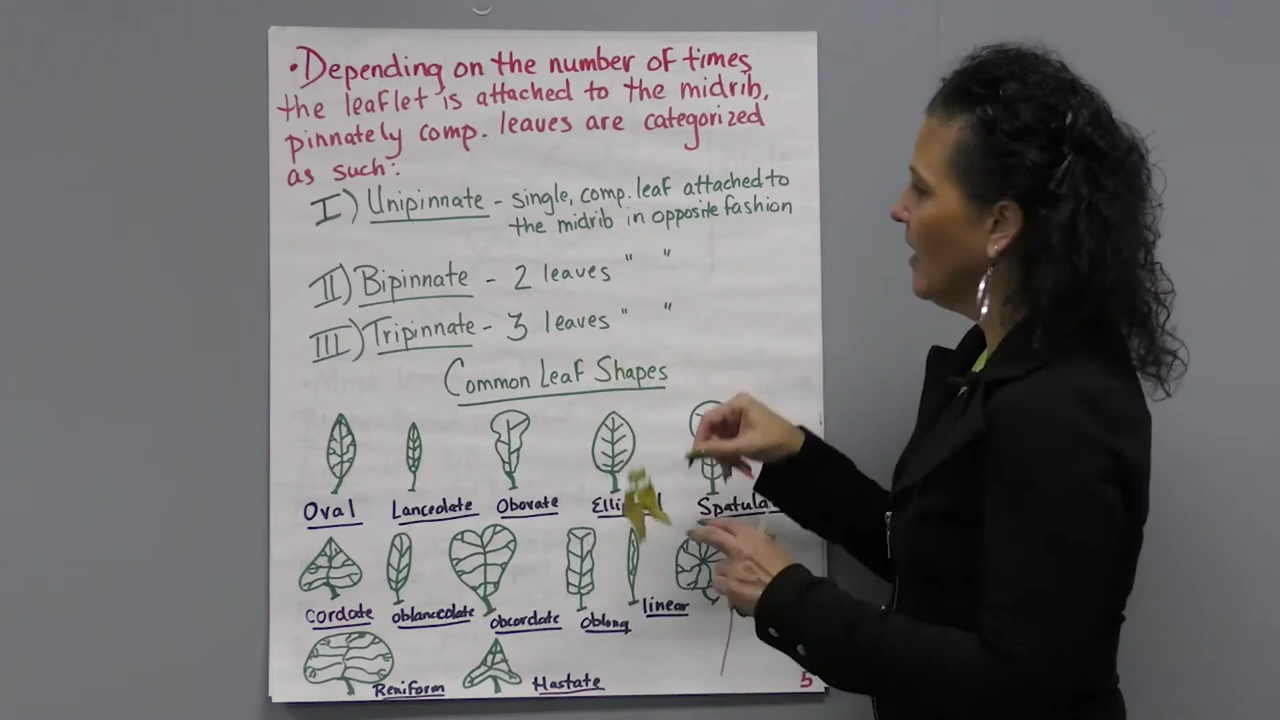 • Depending on the number of times
the leaflet is attached to the midrib,
pinnately comp. leaves are categorized
as such:
I) Unipinnate - single, comp. leaf attached to
the midrib in opposite fashion
II) Bipinnate - 2 leaves " "
III) Tripinnate - 3 leaves " "
Common Leaf Shapes
Oval Lanceolate Obovate
Cordate oblanceolate obcordate Oblong linear
Reniform Hastate
5